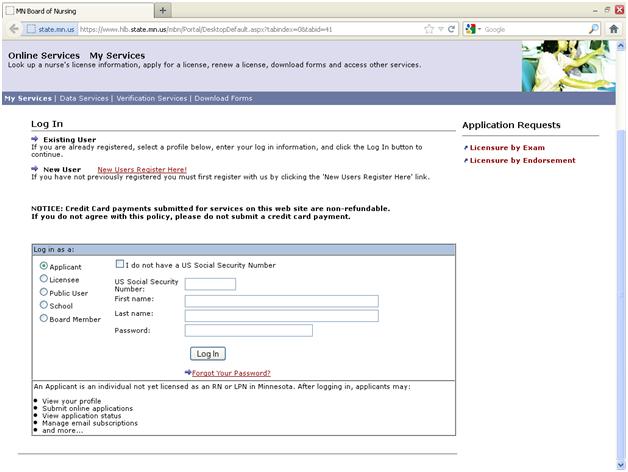 MN Board of Nursing
state.mn.us https://www.hlb.state.mn.us/mbn/Portal/DesktopDefault.aspx?tabindex=0&tabid=41
Google
Online Services My Services
Look up a nurse's license information, apply for a license, renew a license, download forms and access other services.
My Services | Data Services | Verification Services | Download Forms
Log In
Existing User
If you are already registered, select a profile below, enter your log in information, and click the Log In button to
continue.
New User New Users Register Here!
If you have not previously registered you must first register with us by clicking the 'New Users Register Here' link.
NOTICE: Credit Card payments submitted for services on this web site are non-refundable.
If you do not agree with this policy, please do not submit a credit card payment.
Application Requests
Licensure by Exam
Licensure by Endorsement
Log in as a:
Applicant
Licensee
Public User
School
Board Member
I do not have a US Social Security Number
US Social Security
Number:
First name:
Last name:
Password:
Log In
Forgot Your Password?
An Applicant is an individual not yet licensed as an RN or LPN in Minnesota. After logging in, applicants may:
View your profile
Submit online applications
View application status
Manage email subscriptions
and more...